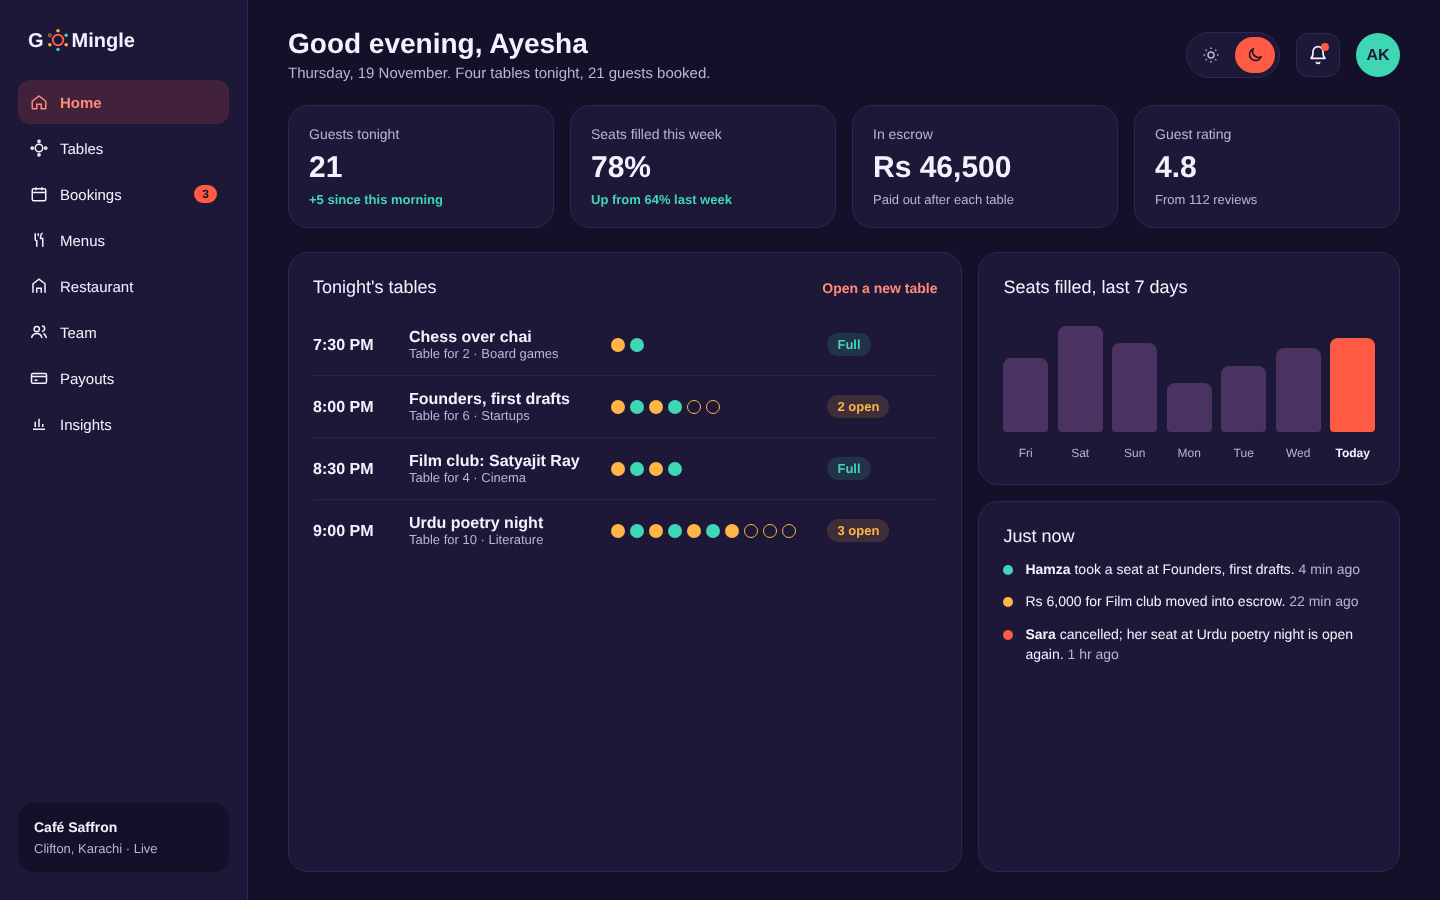 G Mingle
Home
Tables
Bookings
3
Menus
Restaurant
Team
Payouts
Insights
Café Saffron
Clifton, Karachi · Live
Good evening, Ayesha
Thursday, 19 November. Four tables tonight, 21 guests booked.
AK
Guests tonight
21
+5 since this morning
Seats filled this week
78%
Up from 64% last week
In escrow
Rs 46,500
Paid out after each table
Guest rating
4.8
From 112 reviews
Tonight's tables
Open a new table
7:30 PM
Chess over chai
Table for 2 · Board games
Full
8:00 PM
Founders, first drafts
Table for 6 · Startups
2 open
8:30 PM
Film club: Satyajit Ray
Table for 4 · Cinema
Full
9:00 PM
Urdu poetry night
Table for 10 · Literature
3 open
Seats filled, last 7 days
Fri Sat Sun Mon Tue Wed Today
Just now
Hamza took a seat at Founders, first drafts. 4 min ago
Rs 6,000 for Film club moved into escrow. 22 min ago
Sara cancelled; her seat at Urdu poetry night is open
again. 1 hr ago